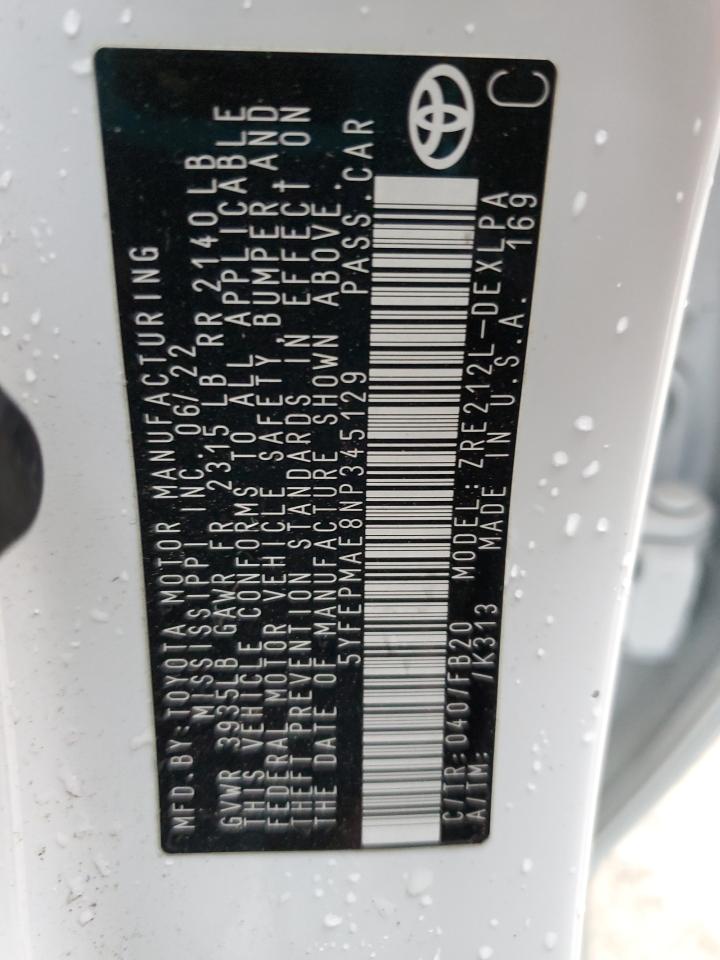 MFD.BY:TOYOTA MOTOR MANUFACTURING
MISSISSIPPI INC 06/22
GVWR 3935LB GAWR FR 2315 LB RR 2140LB
THIS VEHICLE CONFORMS TO ALL APPLICABLE
FEDERAL MOTOR VEHICLE SAFETY,BUMPER,AND
THEFT PREVENTION STANDARDS IN EFFECT ON
THE DATE OF MANUFACTURE SHOWN ABOVE.
5YFEPMAE8NP345129 PASS.CAR
C/TR:040/FB20 MODEL:ZRE212L-DEXLPA
A/TM: /K313 MADE IN U.S.A. 169
C